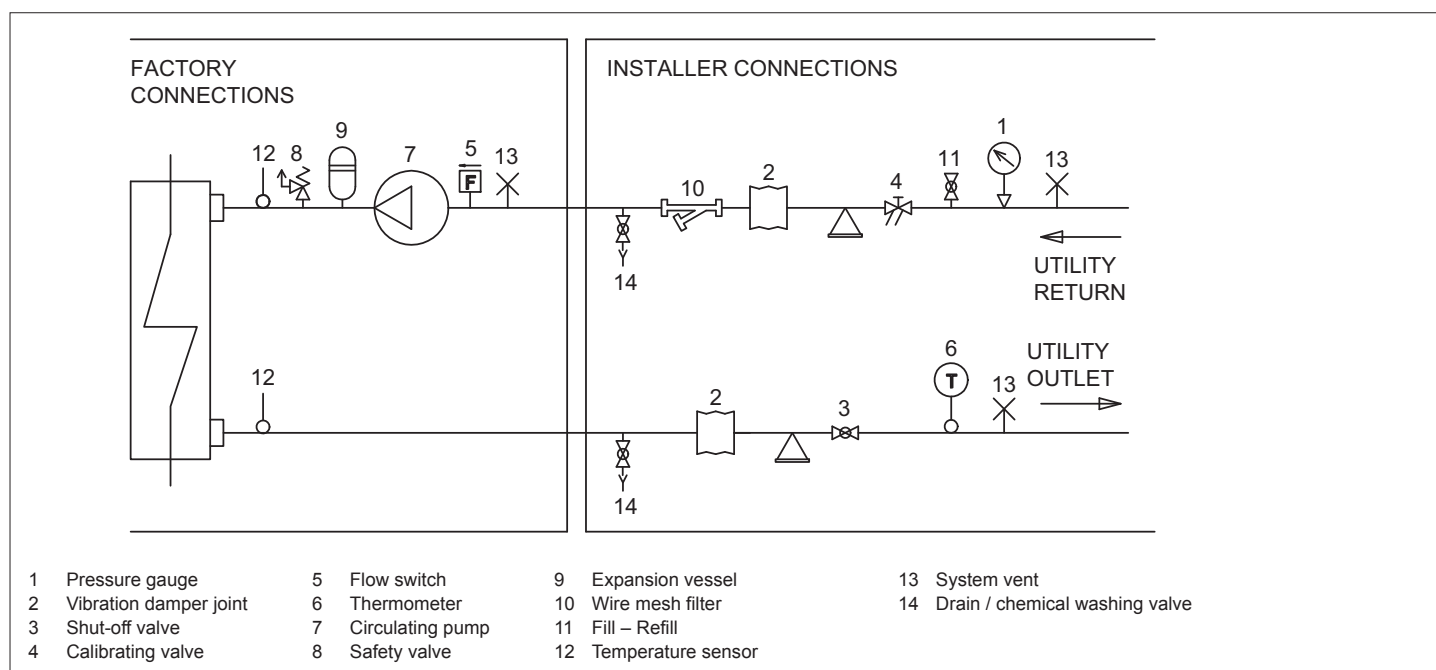 FACTORY
CONNECTIONS
INSTALLER CONNECTIONS
12
8
9
7
5
F
13
10
2
4
11
1
13
14
UTILITY
RETURN
12
2
3
6
T
13
UTILITY
OUTLET
14
1 Pressure gauge
2 Vibration damper joint
3 Shut-off valve
4 Calibrating valve
5 Flow switch
6 Thermometer
7 Circulating pump
8 Safety valve
9 Expansion vessel
10 Wire mesh filter
11 Fill – Refill
12 Temperature sensor
13 System vent
14 Drain / chemical washing valve